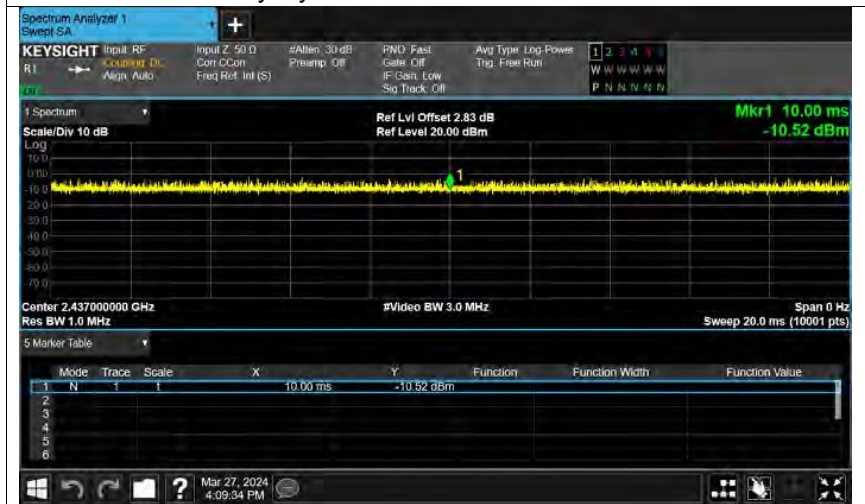 Spectrum Analyzer 1
Swept SA
+
KEYSIGHT Input: RF Input Z: 50 Ω #Atten: 30 dB PNO: Fast Avg Type: Log-Power 1 2 3 4 5 6
Coupling: DC Corr CCorr Preamp: Off Gate: Off Trig: Free Run W W W W W W
Align: Auto Freq Ref: Int (S) IF Gain: Low
Sig Track: Off P N N N N N
1 Spectrum
Ref Lvl Offset 2.83 dB Mkr1 10.00 ms
Scale/Div 10 dB Ref Level 20.00 dBm -10.52 dBm
Log
10.0
0.00
-10.0
-20.0
-30.0
-40.0
-50.0
-60.0
-70.0
1
Center 2.437000000 GHz #Video BW 3.0 MHz Span 0 Hz
Res BW 1.0 MHz Sweep 20.0 ms (10001 pts)
5 Marker Table
Mode Trace Scale X Y Function Function Width Function Value
1 N 1 t 10.00 ms -10.52 dBm
2
3
4
5
6
? Mar 27, 2024
4:09:34 PM